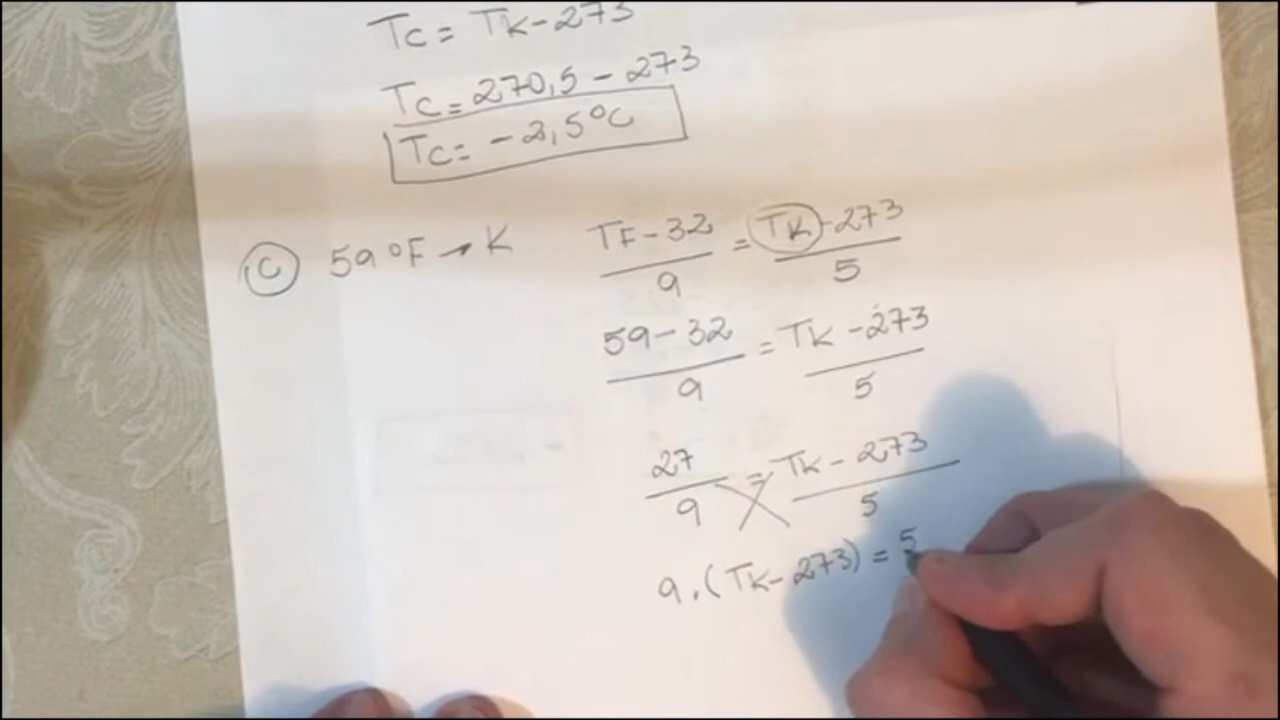 TC = TK - 273
TC = 270,5 - 273
TC = - 2,5°C
C 59°F → K
TF - 32 / 9 = TK - 273 / 5
59 - 32 / 9 = TK - 273 / 5
27 / 9 = TK - 273 / 5
9 . (TK - 273) = 5